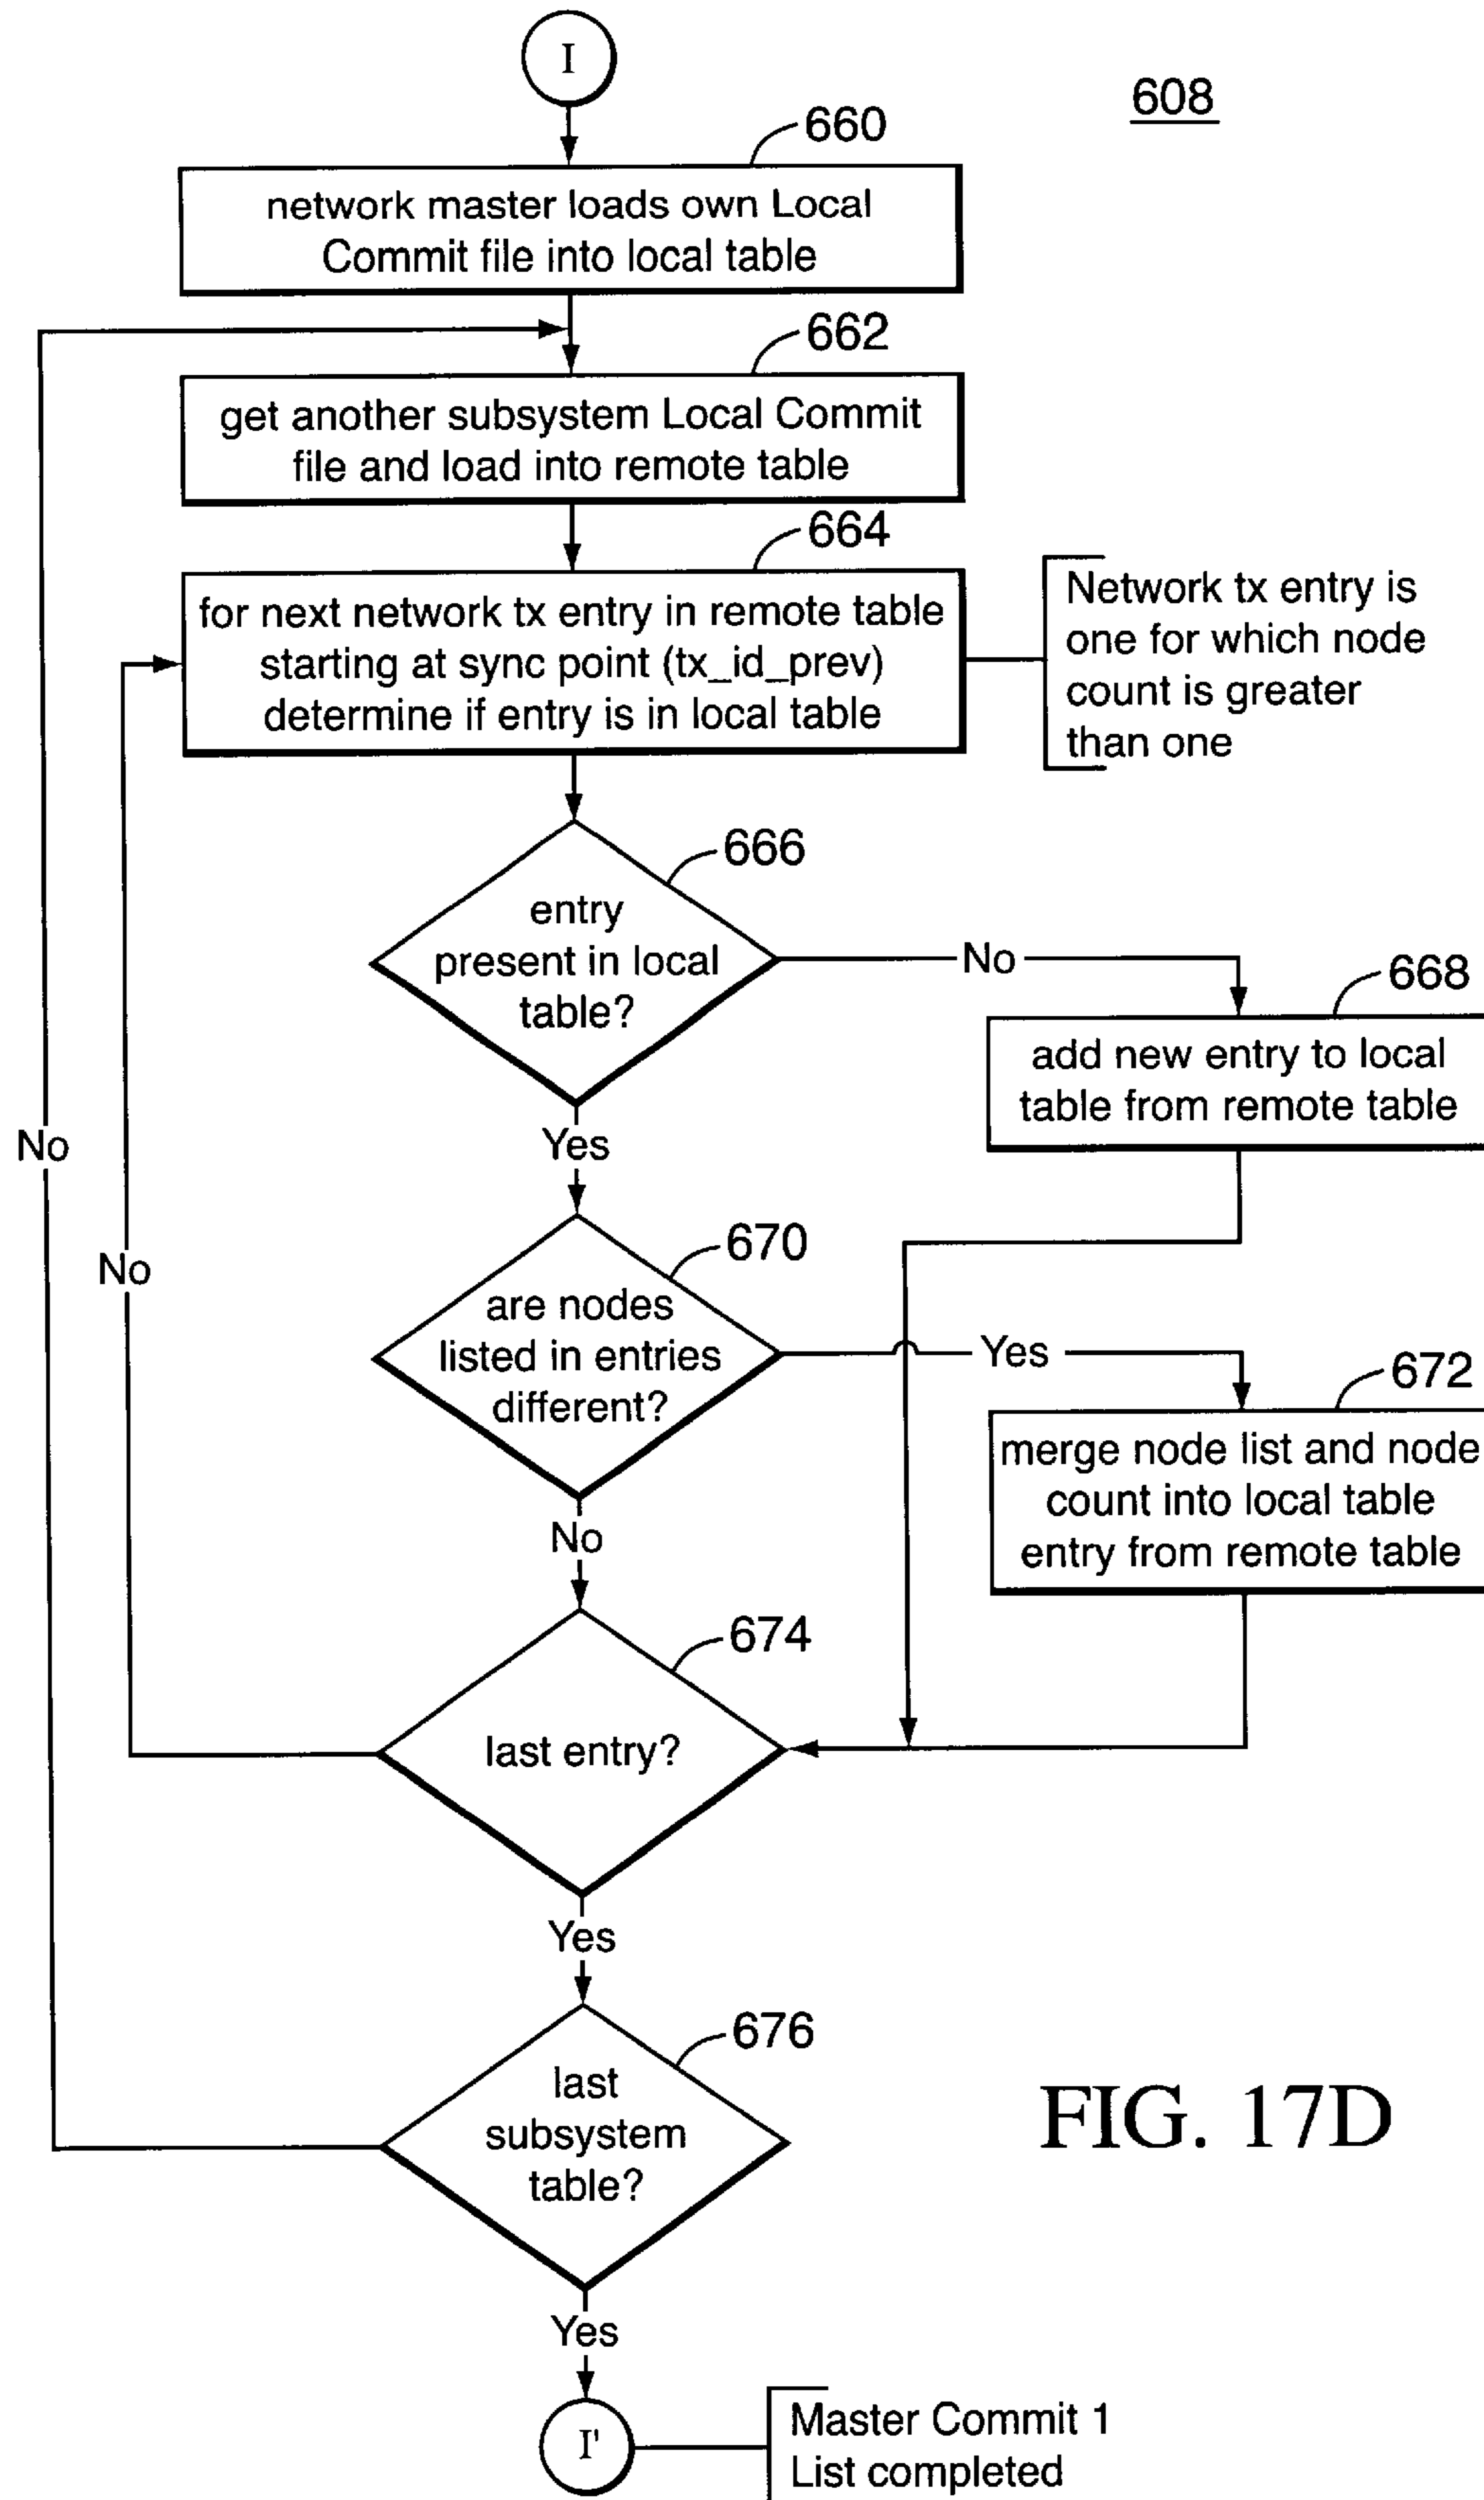 I
608
660
network master loads own Local
Commit file into local table
662
get another subsystem Local Commit
file and load into remote table
664
for next network tx entry in remote table
starting at sync point (tx_id_prev)
determine if entry is in local table
Network tx entry is
one for which node
count is greater
than one
666
entry
present in local
table?
No
668
add new entry to local
table from remote table
Yes
No
No
670
are nodes
listed in entries
different?
Yes
672
merge node list and node
count into local table
entry from remote table
No
674
last entry?
Yes
676
last
subsystem
table?
FIG. 17D
Yes
I'
Master Commit 1
List completed